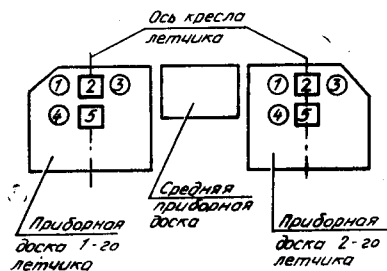 Ось кресла
летчика
1 2 3
4 5
1 2 3
4 5
Средняя
приборная
доска
Приборная
доска 1-го
летчика
Приборная
доска 2-го
летчика